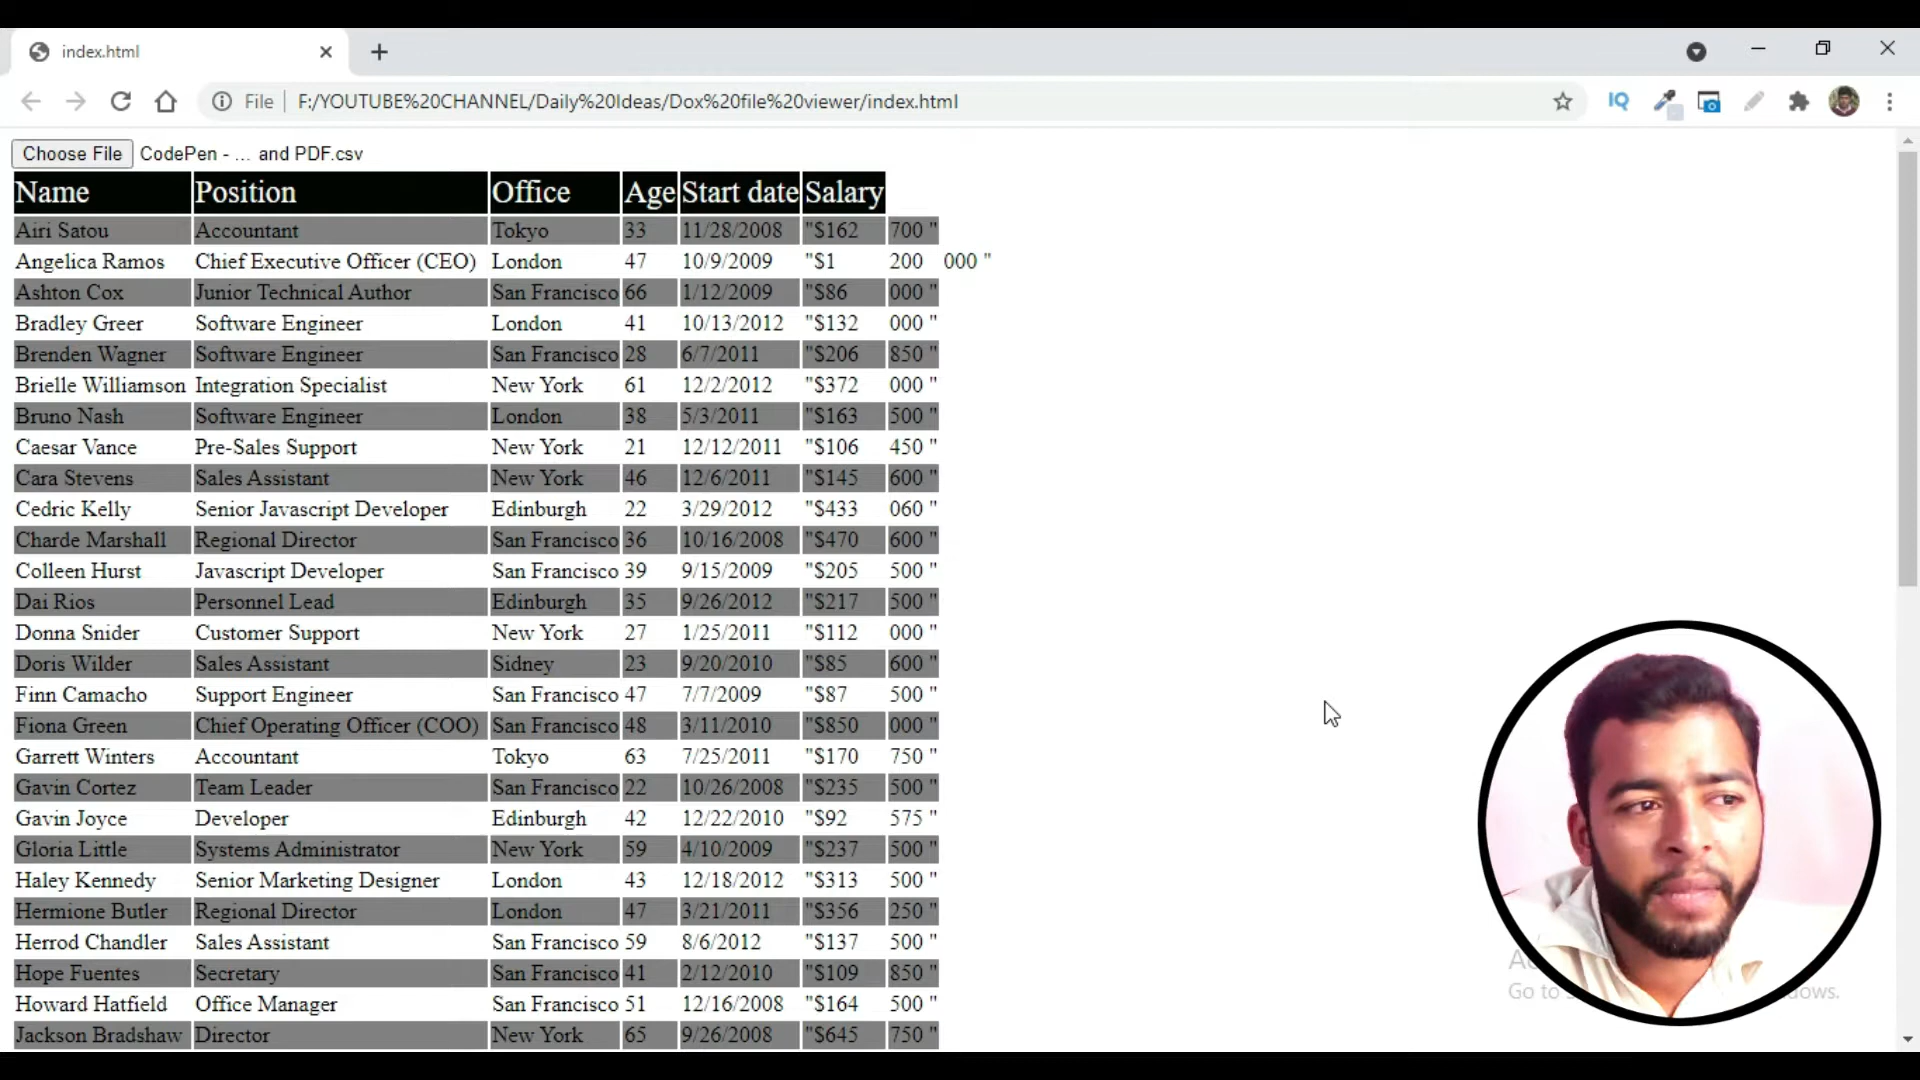 index.html
File F:/YOUTUBE%20CHANNEL/Daily%20Ideas/Dox%20file%20viewer/index.html
IQ
Choose File CodePen - ... and PDF.csv
Name Position Office Age Start date Salary
Airi Satou Accountant Tokyo 33 11/28/2008 "$162 700 "
Angelica Ramos Chief Executive Officer (CEO) London 47 10/9/2009 "$1 200 000 "
Ashton Cox Junior Technical Author San Francisco 66 1/12/2009 "$86 000 "
Bradley Greer Software Engineer London 41 10/13/2012 "$132 000 "
Brenden Wagner Software Engineer San Francisco 28 6/7/2011 "$206 850 "
Brielle Williamson Integration Specialist New York 61 12/2/2012 "$372 000 "
Bruno Nash Software Engineer London 38 5/3/2011 "$163 500 "
Caesar Vance Pre-Sales Support New York 21 12/12/2011 "$106 450 "
Cara Stevens Sales Assistant New York 46 12/6/2011 "$145 600 "
Cedric Kelly Senior Javascript Developer Edinburgh 22 3/29/2012 "$433 060 "
Charde Marshall Regional Director San Francisco 36 10/16/2008 "$470 600 "
Colleen Hurst Javascript Developer San Francisco 39 9/15/2009 "$205 500 "
Dai Rios Personnel Lead Edinburgh 35 9/26/2012 "$217 500 "
Donna Snider Customer Support New York 27 1/25/2011 "$112 000 "
Doris Wilder Sales Assistant Sidney 23 9/20/2010 "$85 600 "
Finn Camacho Support Engineer San Francisco 47 7/7/2009 "$87 500 "
Fiona Green Chief Operating Officer (COO) San Francisco 48 3/11/2010 "$850 000 "
Garrett Winters Accountant Tokyo 63 7/25/2011 "$170 750 "
Gavin Cortez Team Leader San Francisco 22 10/26/2008 "$235 500 "
Gavin Joyce Developer Edinburgh 42 12/22/2010 "$92 575 "
Gloria Little Systems Administrator New York 59 4/10/2009 "$237 500 "
Haley Kennedy Senior Marketing Designer London 43 12/18/2012 "$313 500 "
Hermione Butler Regional Director London 47 3/21/2011 "$356 250 "
Herrod Chandler Sales Assistant San Francisco 59 8/6/2012 "$137 500 "
Hope Fuentes Secretary San Francisco 41 2/12/2010 "$109 850 "
Howard Hatfield Office Manager San Francisco 51 12/16/2008 "$164 500 "
Jackson Bradshaw Director New York 65 9/26/2008 "$645 750 "
Go to